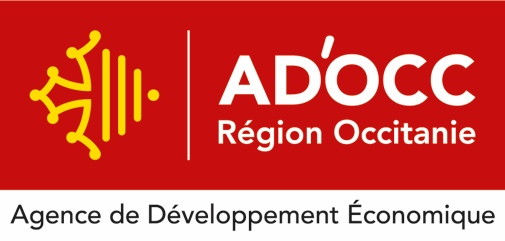 AD'OCC
Région Occitanie
Agence de Développement Économique